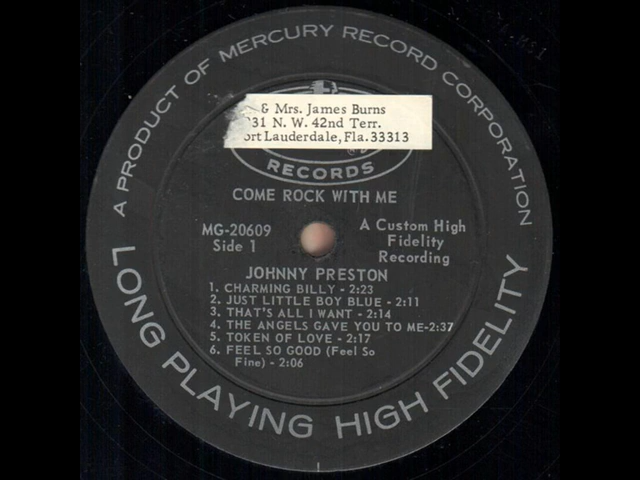 A PRODUCT OF MERCURY RECORD CORPORATION
& Mrs. James Burns
31 N. W. 42nd Terr.
ort Lauderdale, Fla. 33313
RECORDS
COME ROCK WITH ME
MG-20609
Side 1
A Custom High
Fidelity
Recording
JOHNNY PRESTON
1. CHARMING BILLY - 2:23
2. JUST LITTLE BOY BLUE - 2:11
3. THAT'S ALL I WANT - 2:14
4. THE ANGELS GAVE YOU TO ME-2:37
5. TOKEN OF LOVE - 2:17
6. FEEL SO GOOD (Feel So
Fine) - 2:06
LONG PLAYING HIGH FIDELITY